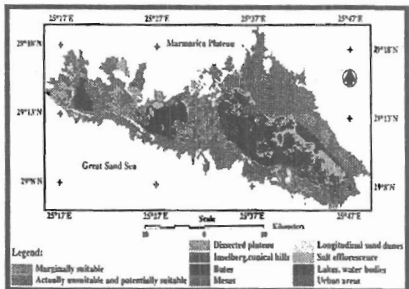 25°17'E 25°27'E 25°37'E 25°47'E
Marmarica Plateau
29°18'N 29°18'N
29°13'N 29°13'N
Great Sand Sea
29°8'N 29°8'N
25°17'E 25°27'E 25°37'E 25°47'E
Scale
10 0 10
Kilometers
Legend:
Marginally suitable
Actually unsuitable and potentially suitable
Dissected plateau
Inselberg, conical hills
Butes
Mesas
Longitudinal sand dunes
Salt efflorescence
Lakes, water bodies
Urban areas